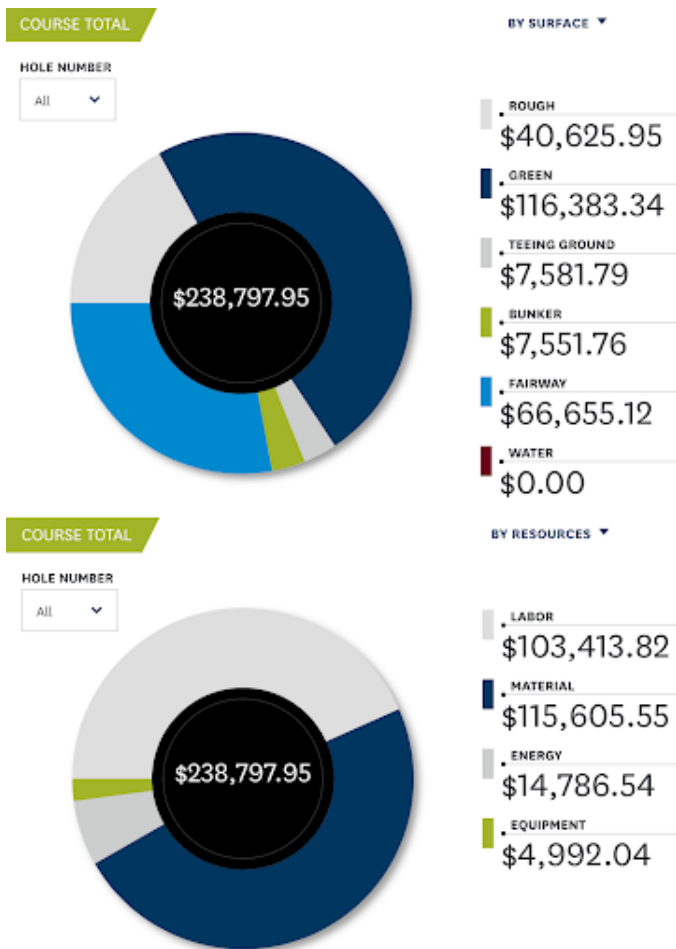 COURSE TOTAL
BY SURFACE
HOLE NUMBER
All
ROUGH
$40,625.95
GREEN
$116,383.34
TEEING GROUND
$7,581.79
BUNKER
$7,551.76
FAIRWAY
$66,655.12
WATER
$0.00
$238,797.95
COURSE TOTAL
BY RESOURCES
HOLE NUMBER
All
LABOR
$103,413.82
MATERIAL
$115,605.55
ENERGY
$14,786.54
EQUIPMENT
$4,992.04
$238,797.95